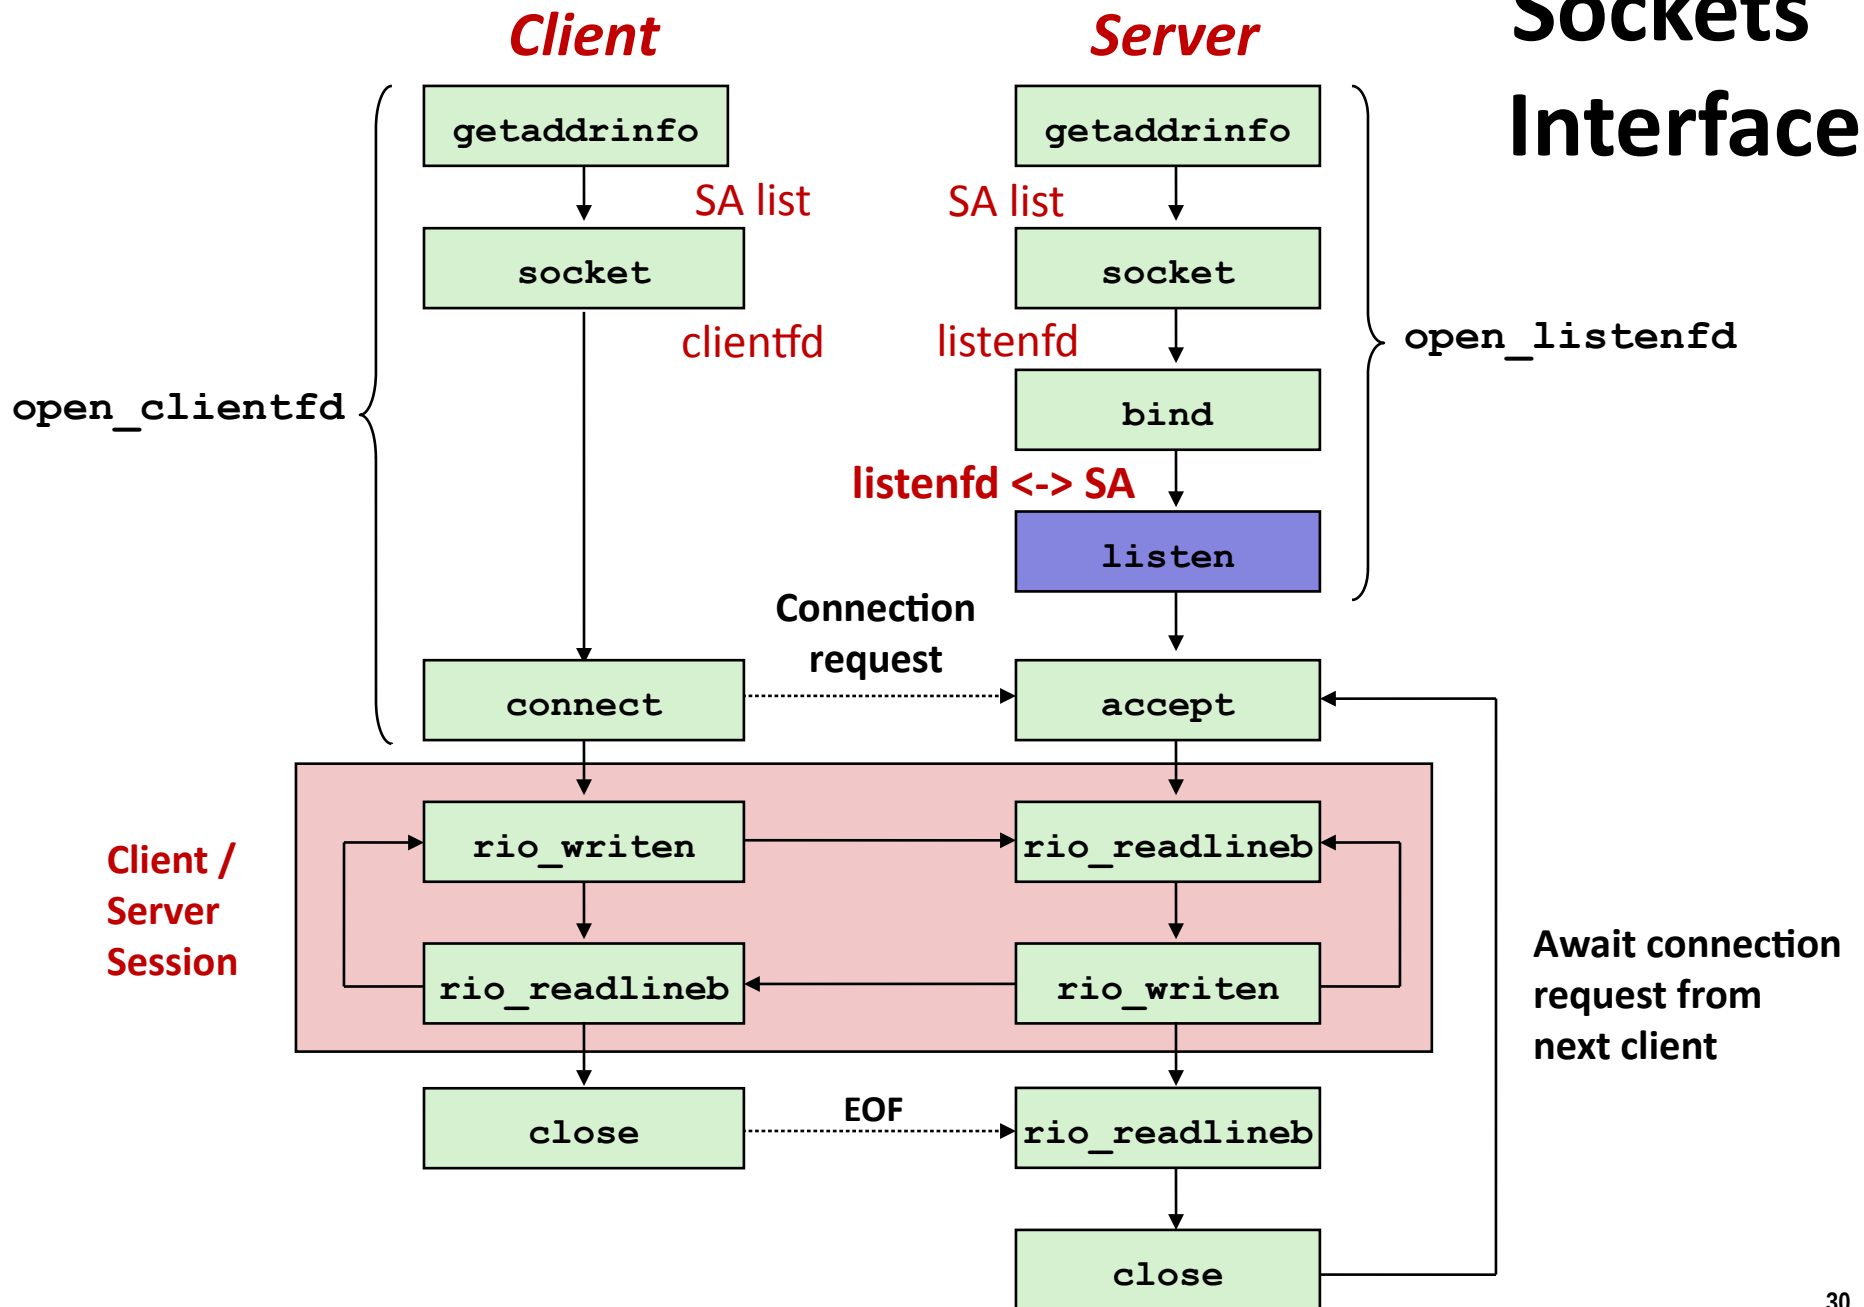 Sockets
Interface
Client
Server
getaddrinfo
getaddrinfo
SA list
SA list
socket
socket
clientfd
listenfd
open_listenfd
open_clientfd
bind
listenfd <-> SA
listen
Connection
request
connect
accept
Client /
Server
Session
rio_writen
rio_readlineb
rio_readlineb
rio_writen
Await connection
request from
next client
close
EOF
rio_readlineb
close
30